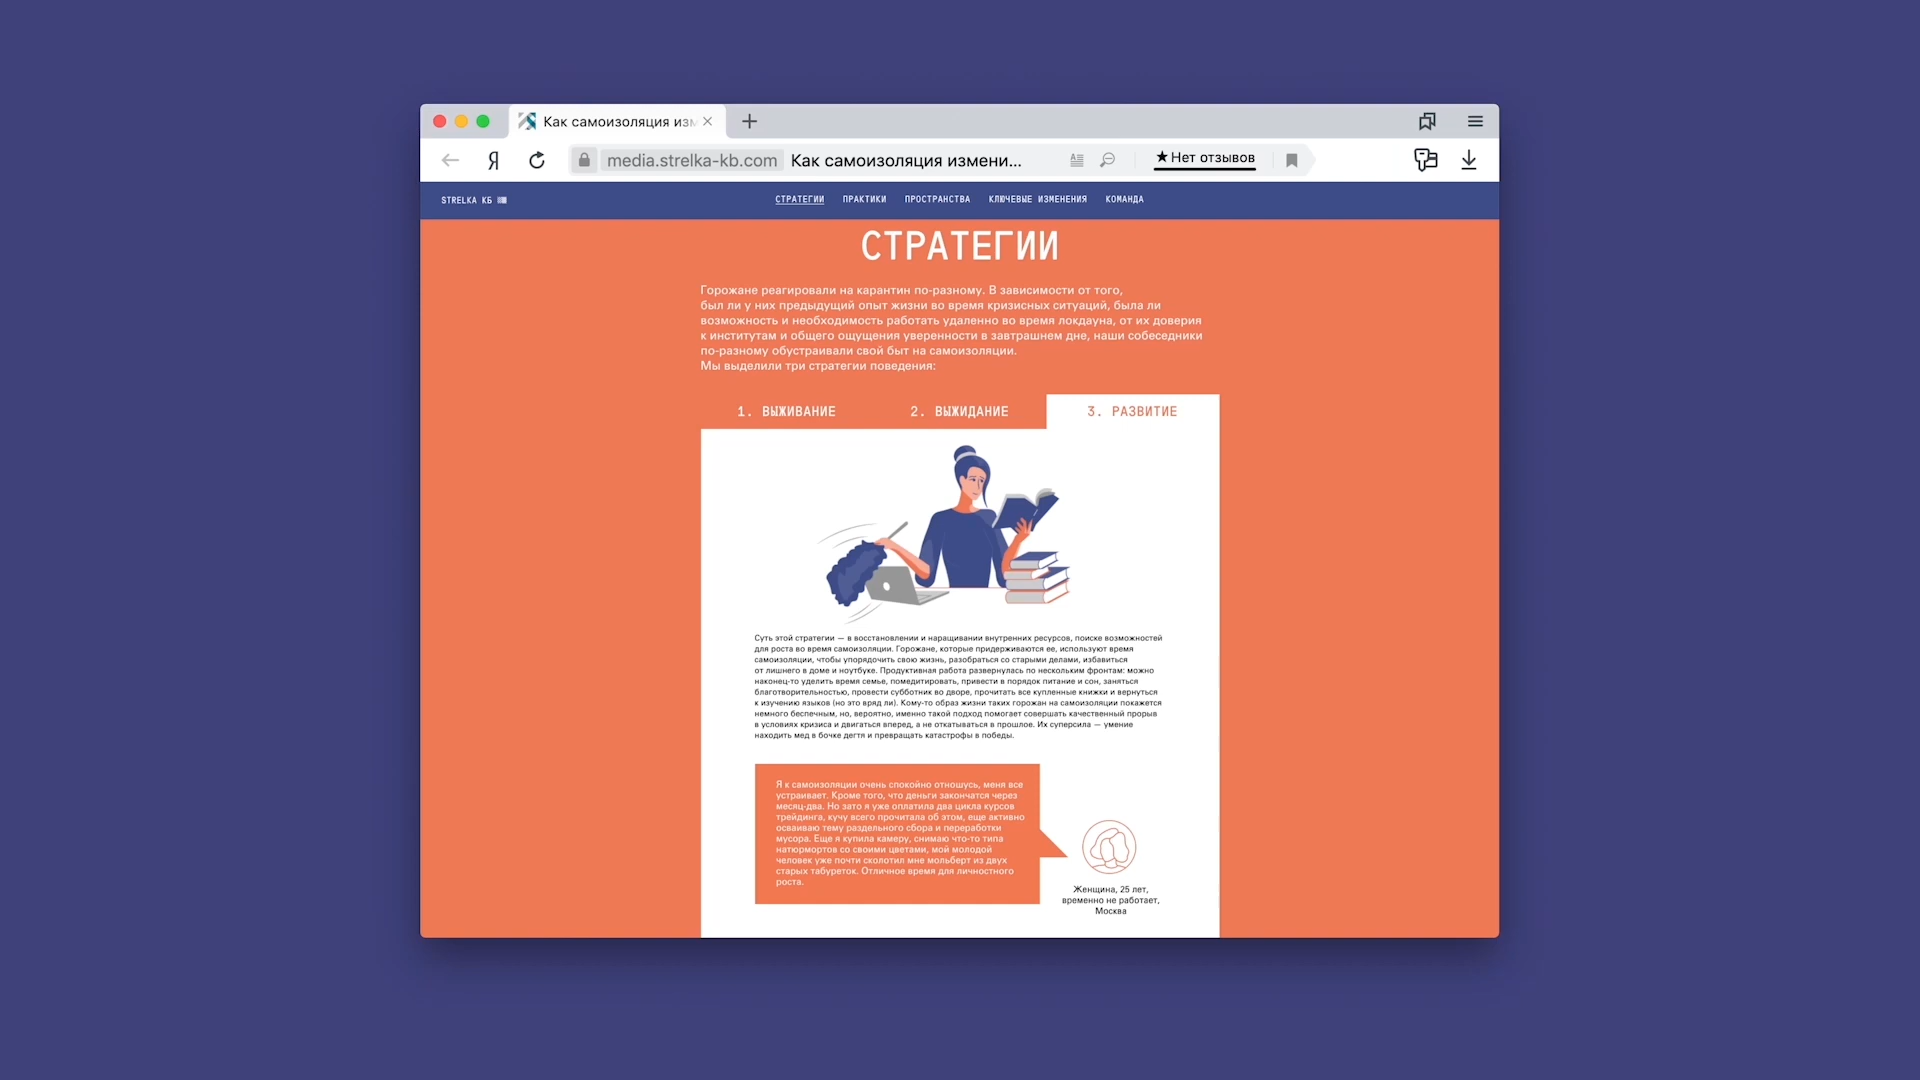 Как самоизоляция изм
Я
media.strelka-kb.com Как самоизоляция измени...
★ Нет отзывов
STRELKA КБ
СТРАТЕГИИ ПРАКТИКИ ПРОСТРАНСТВА КЛЮЧЕВЫЕ ИЗМЕНЕНИЯ КОМАНДА
СТРАТЕГИИ
Горожане реагировали на карантин по-разному. В зависимости от того,
был ли у них предыдущий опыт жизни во время кризисных ситуаций, была ли
возможность и необходимость работать удаленно во время локдауна, от их доверия
к институтам и общего ощущения уверенности в завтрашнем дне, наши собеседники
по-разному обустраивали свой быт на самоизоляции.
Мы выделили три стратегии поведения:
1. ВЫЖИВАНИЕ 2. ВЫЖИДАНИЕ 3. РАЗВИТИЕ
Суть этой стратегии — в восстановлении и наращивании внутренних ресурсов, поиске возможностей
для роста во время самоизоляции. Горожане, которые придерживаются ее, используют время
самоизоляции, чтобы упорядочить свою жизнь, разобраться со старыми делами, избавиться
от лишнего в доме и ноутбуке. Продуктивная работа развернулась по нескольким фронтам: можно
наконец-то уделить время семье, помедитировать, привести в порядок питание и сон, заняться
благотворительностью, провести субботник во дворе, прочитать все купленные книжки и вернуться
к изучению языков (но это вряд ли). Кому-то образ жизни таких горожан на самоизоляции покажется
немного беспечным, но, вероятно, именно такой подход помогает совершать качественный прорыв
в условиях кризиса и двигаться вперед, а не откатываться в прошлое. Их суперсила — умение
находить мед в бочке дегтя и превращать катастрофы в победы.
Я к самоизоляции очень спокойно отношусь, меня все
устраивает. Кроме того, что деньги закончатся через
месяц-два. Но зато я уже оплатила два цикла курсов
трейдинга, кучу всего прочитала об этом, еще активно
осваиваю тему раздельного сбора и переработки
мусора. Еще я купила камеру, снимаю что-то типа
натюрмортов со своими цветами, мой молодой
человек уже почти сколотил мне мольберт из двух
старых табуреток. Отличное время для личностного
роста.
Женщина, 25 лет,
временно не работает,
Москва